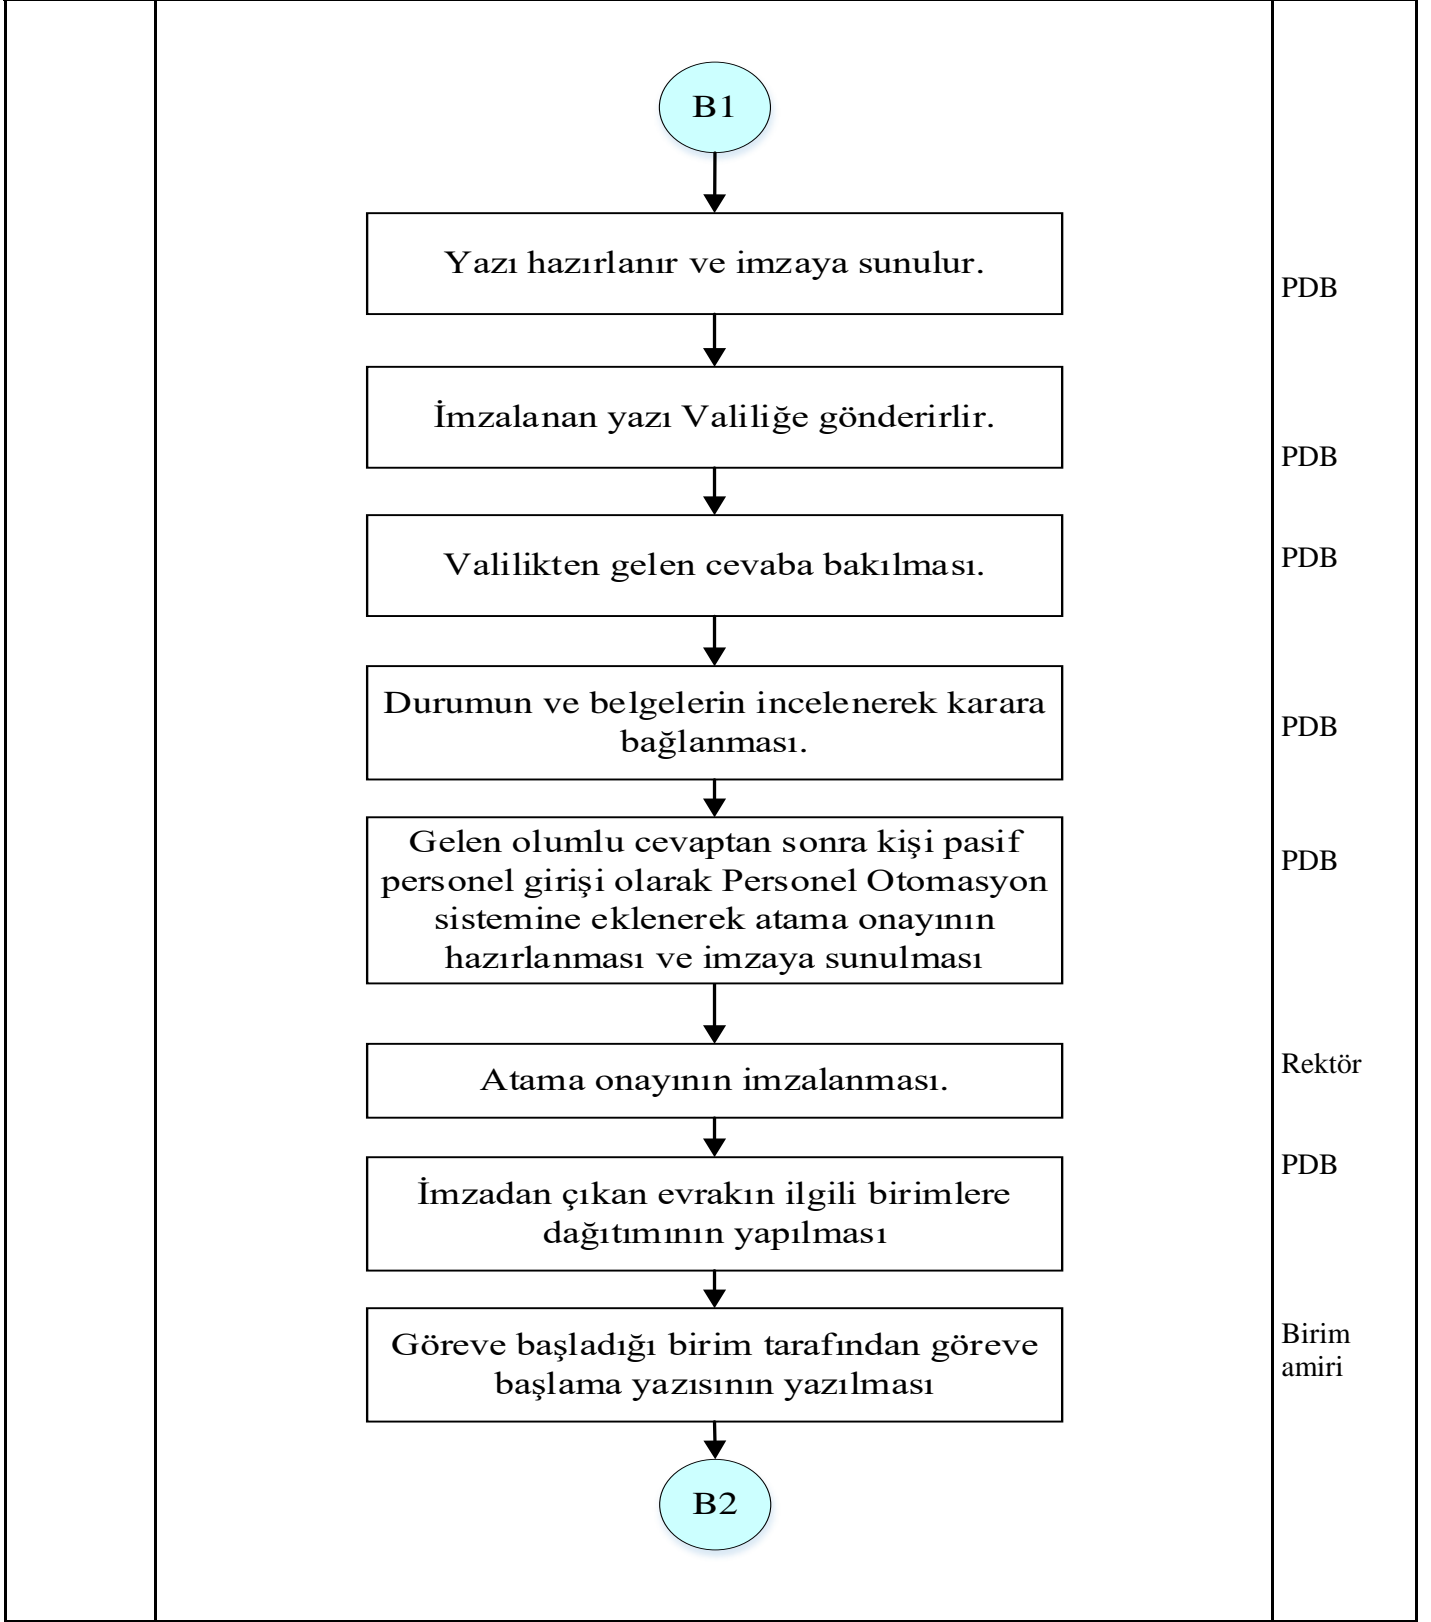 B1
Yazı hazırlanır ve imzaya sunulur.
PDB
İmzalanan yazı Valiliğe gönderirlir.
PDB
Valilikten gelen cevaba bakılması.
PDB
Durumun ve belgelerin incelenerek karara
bağlanması.
PDB
Gelen olumlu cevaptan sonra kişi pasif
personel girişi olarak Personel Otomasyon
sistemine eklenerek atama onayının
hazırlanması ve imzaya sunulması
PDB
Atama onayının imzalanması.
Rektör
İmzadan çıkan evrakın ilgili birimlere
dağıtımının yapılması
PDB
Göreve başladığı birim tarafından göreve
başlama yazısının yazılması
Birim
amiri
B2